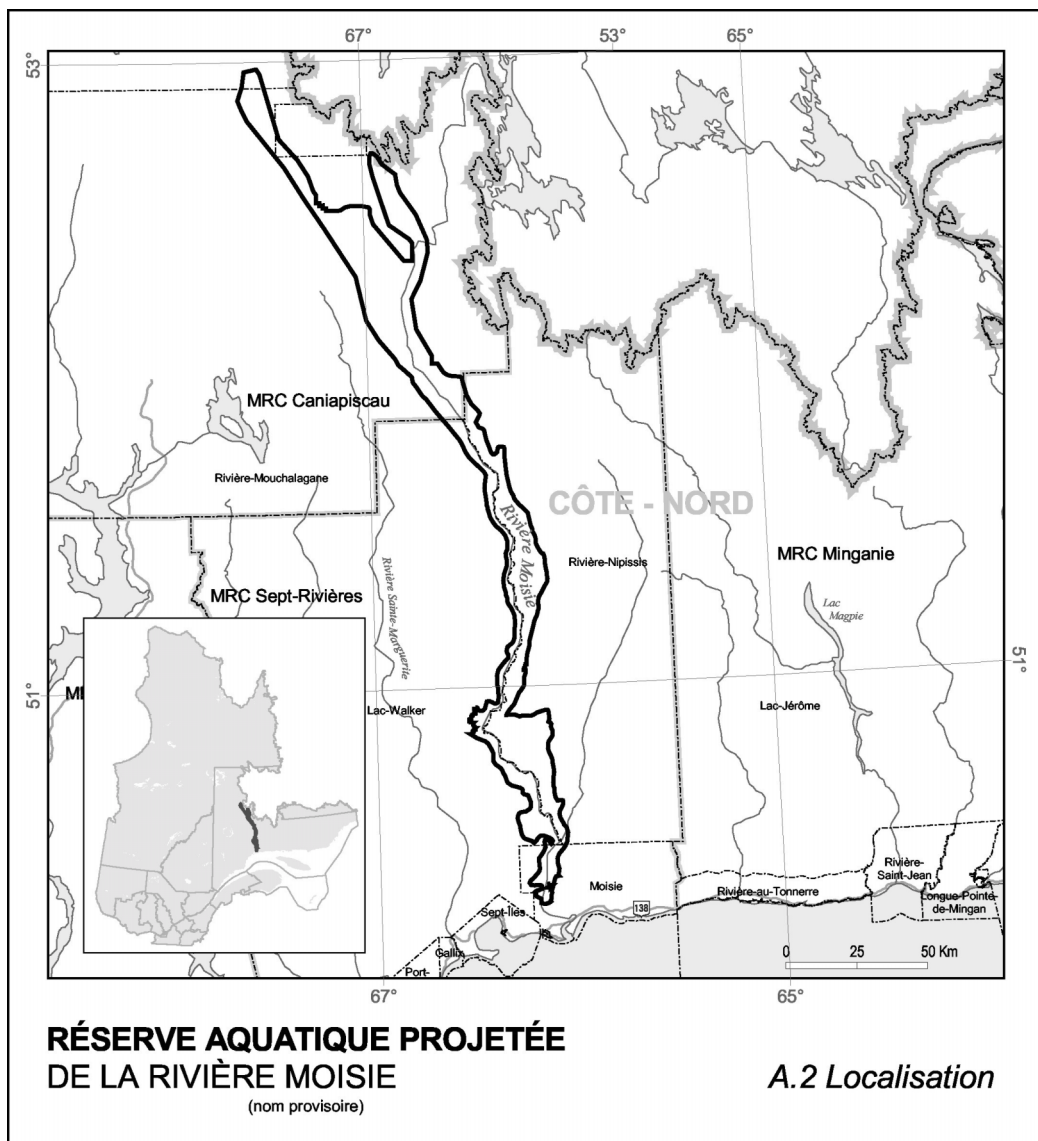 67°
53°
65°
53°
MRC Caniapiscau
Rivière-Mouchalagane
CÔTE - NORD
Rivière Moisie
MRC Minganie
Rivière-Nipissis
MRC Sept-Rivières
Rivière Sainte-Marguerite
Lac
Magpie
51°
51°
Lac-Walker
Lac-Jérôme
Rivière-
Saint-Jean
Moisie
Rivière-au-Tonnerre
Longue-Pointe-
de-Mingan
138
Sept-Îles
Gallix
Port-
0 25 50 Km
67°
65°
RÉSERVE AQUATIQUE PROJETÉE
DE LA RIVIÈRE MOISIE
(nom provisoire)
A.2 Localisation